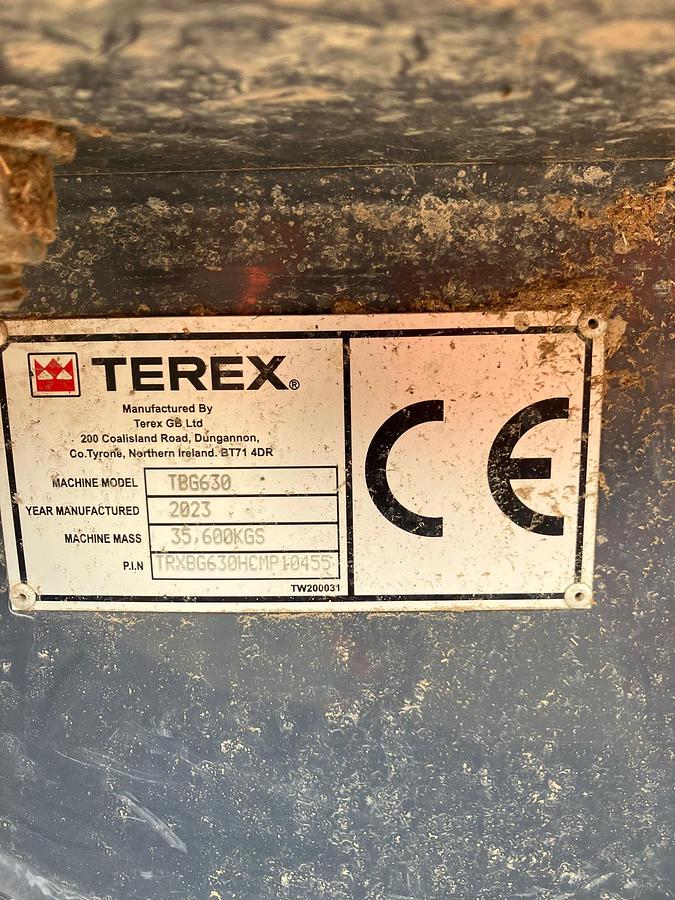 TEREX®
Manufactured By
Terex GB Ltd
200 Coalisland Road, Dungannon,
Co.Tyrone, Northern Ireland. BT71 4DR
MACHINE MODEL TBG630
YEAR MANUFACTURED 2023
MACHINE MASS 35,600KGS
P.I.N TRXBG630HCMP10455
TW200031
CE